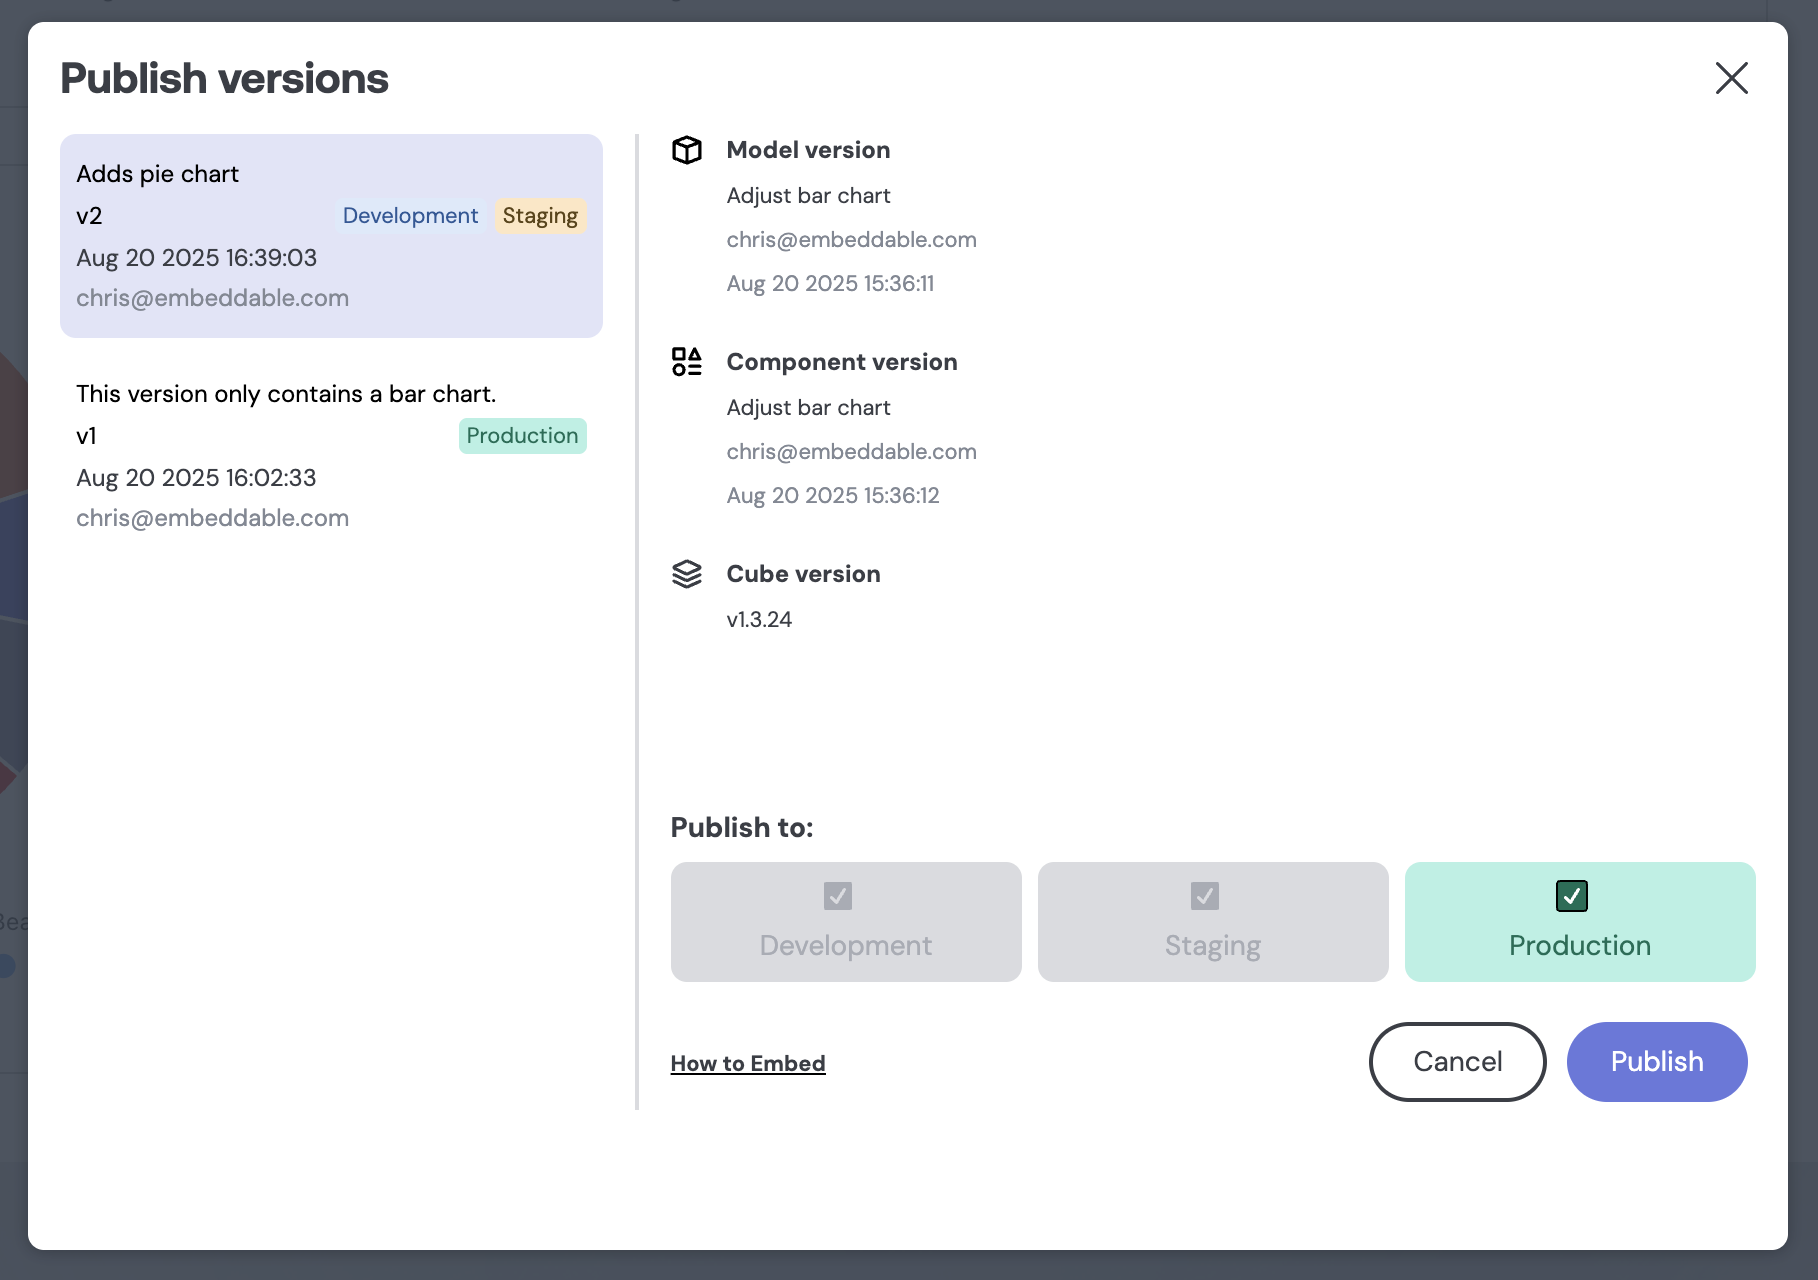 Publish versions
Adds pie chart
v2
Development
Staging
Aug 20 2025 16:39:03
chris@embeddable.com
This version only contains a bar chart.
v1
Production
Aug 20 2025 16:02:33
chris@embeddable.com
Model version
Adjust bar chart
chris@embeddable.com
Aug 20 2025 15:36:11
Component version
Adjust bar chart
chris@embeddable.com
Aug 20 2025 15:36:12
Cube version
v1.3.24
Publish to:
Development
Staging
Production
How to Embed
Cancel
Publish